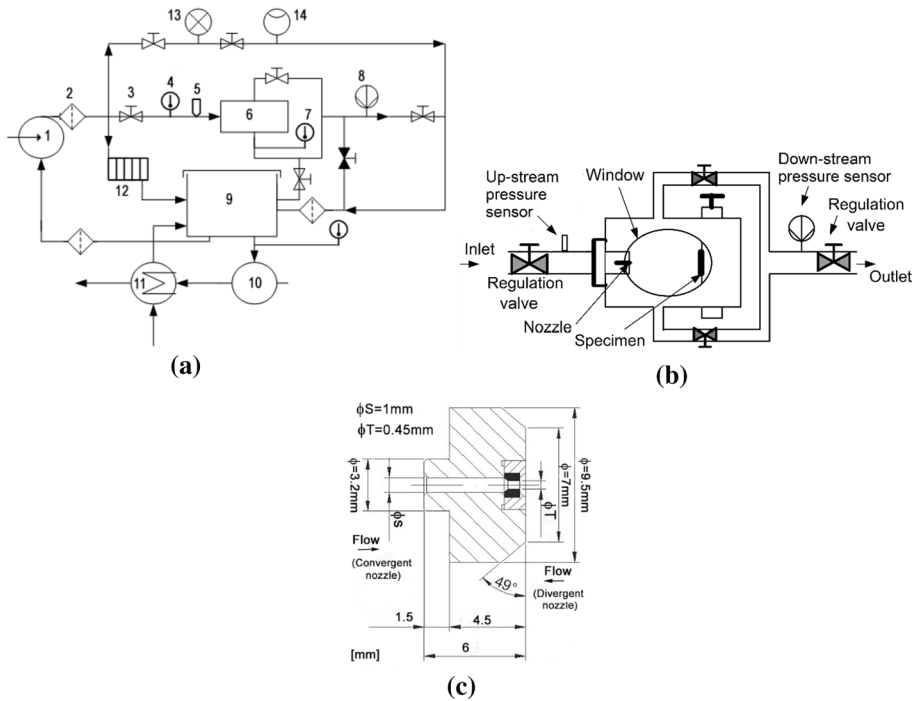 13
14
2
3
4
5
8
1
6
7
12
9
11
10
(a)
Up-stream
pressure
sensor
Window
Down-stream
pressure sensor
Regulation
valve
Inlet
Regulation
valve
Nozzle
Specimen
Outlet
(b)
ϕS=1mm
ϕT=0.45mm
ϕ=3.2mm
ϕS
ϕT
ϕ=7mm
ϕ=9.5mm
Flow
(Convergent
nozzle)
49°
Flow
(Divergent
nozzle)
1.5
4.5
6
[mm]
(c)